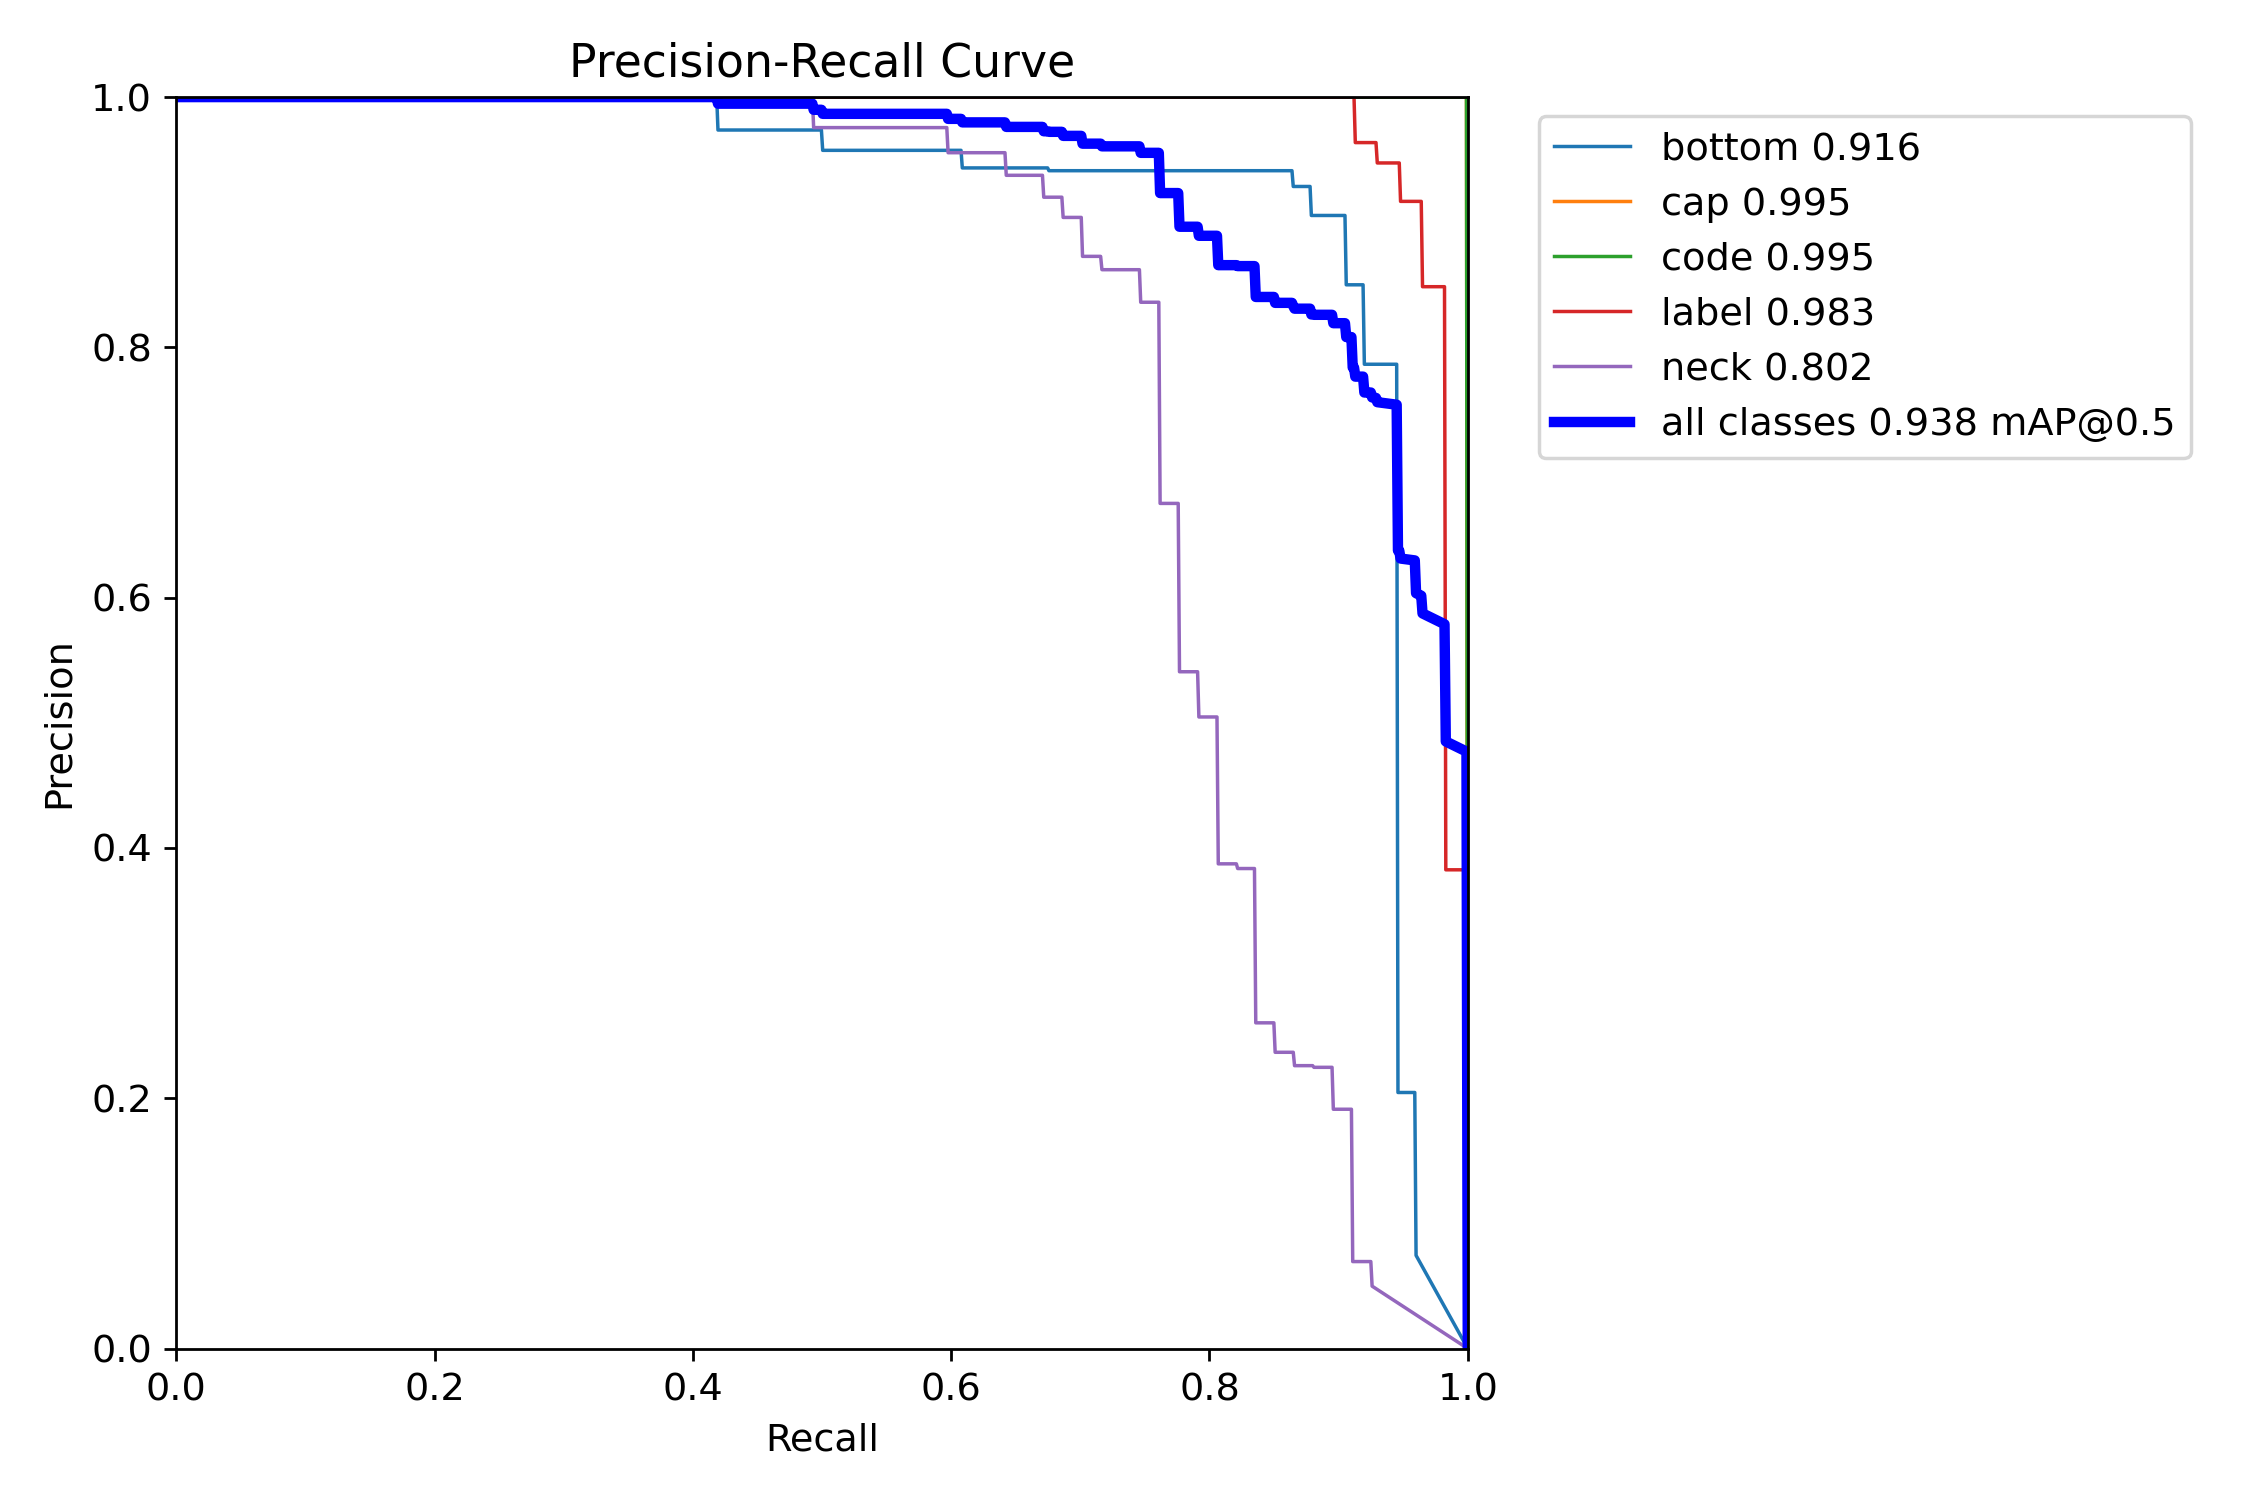 Precision-Recall Curve
1.0
0.8
0.6
0.4
0.2
0.0
Precision
0.0 0.2 0.4 0.6 0.8 1.0
Recall
bottom 0.916
cap 0.995
code 0.995
label 0.983
neck 0.802
all classes 0.938 mAP@0.5